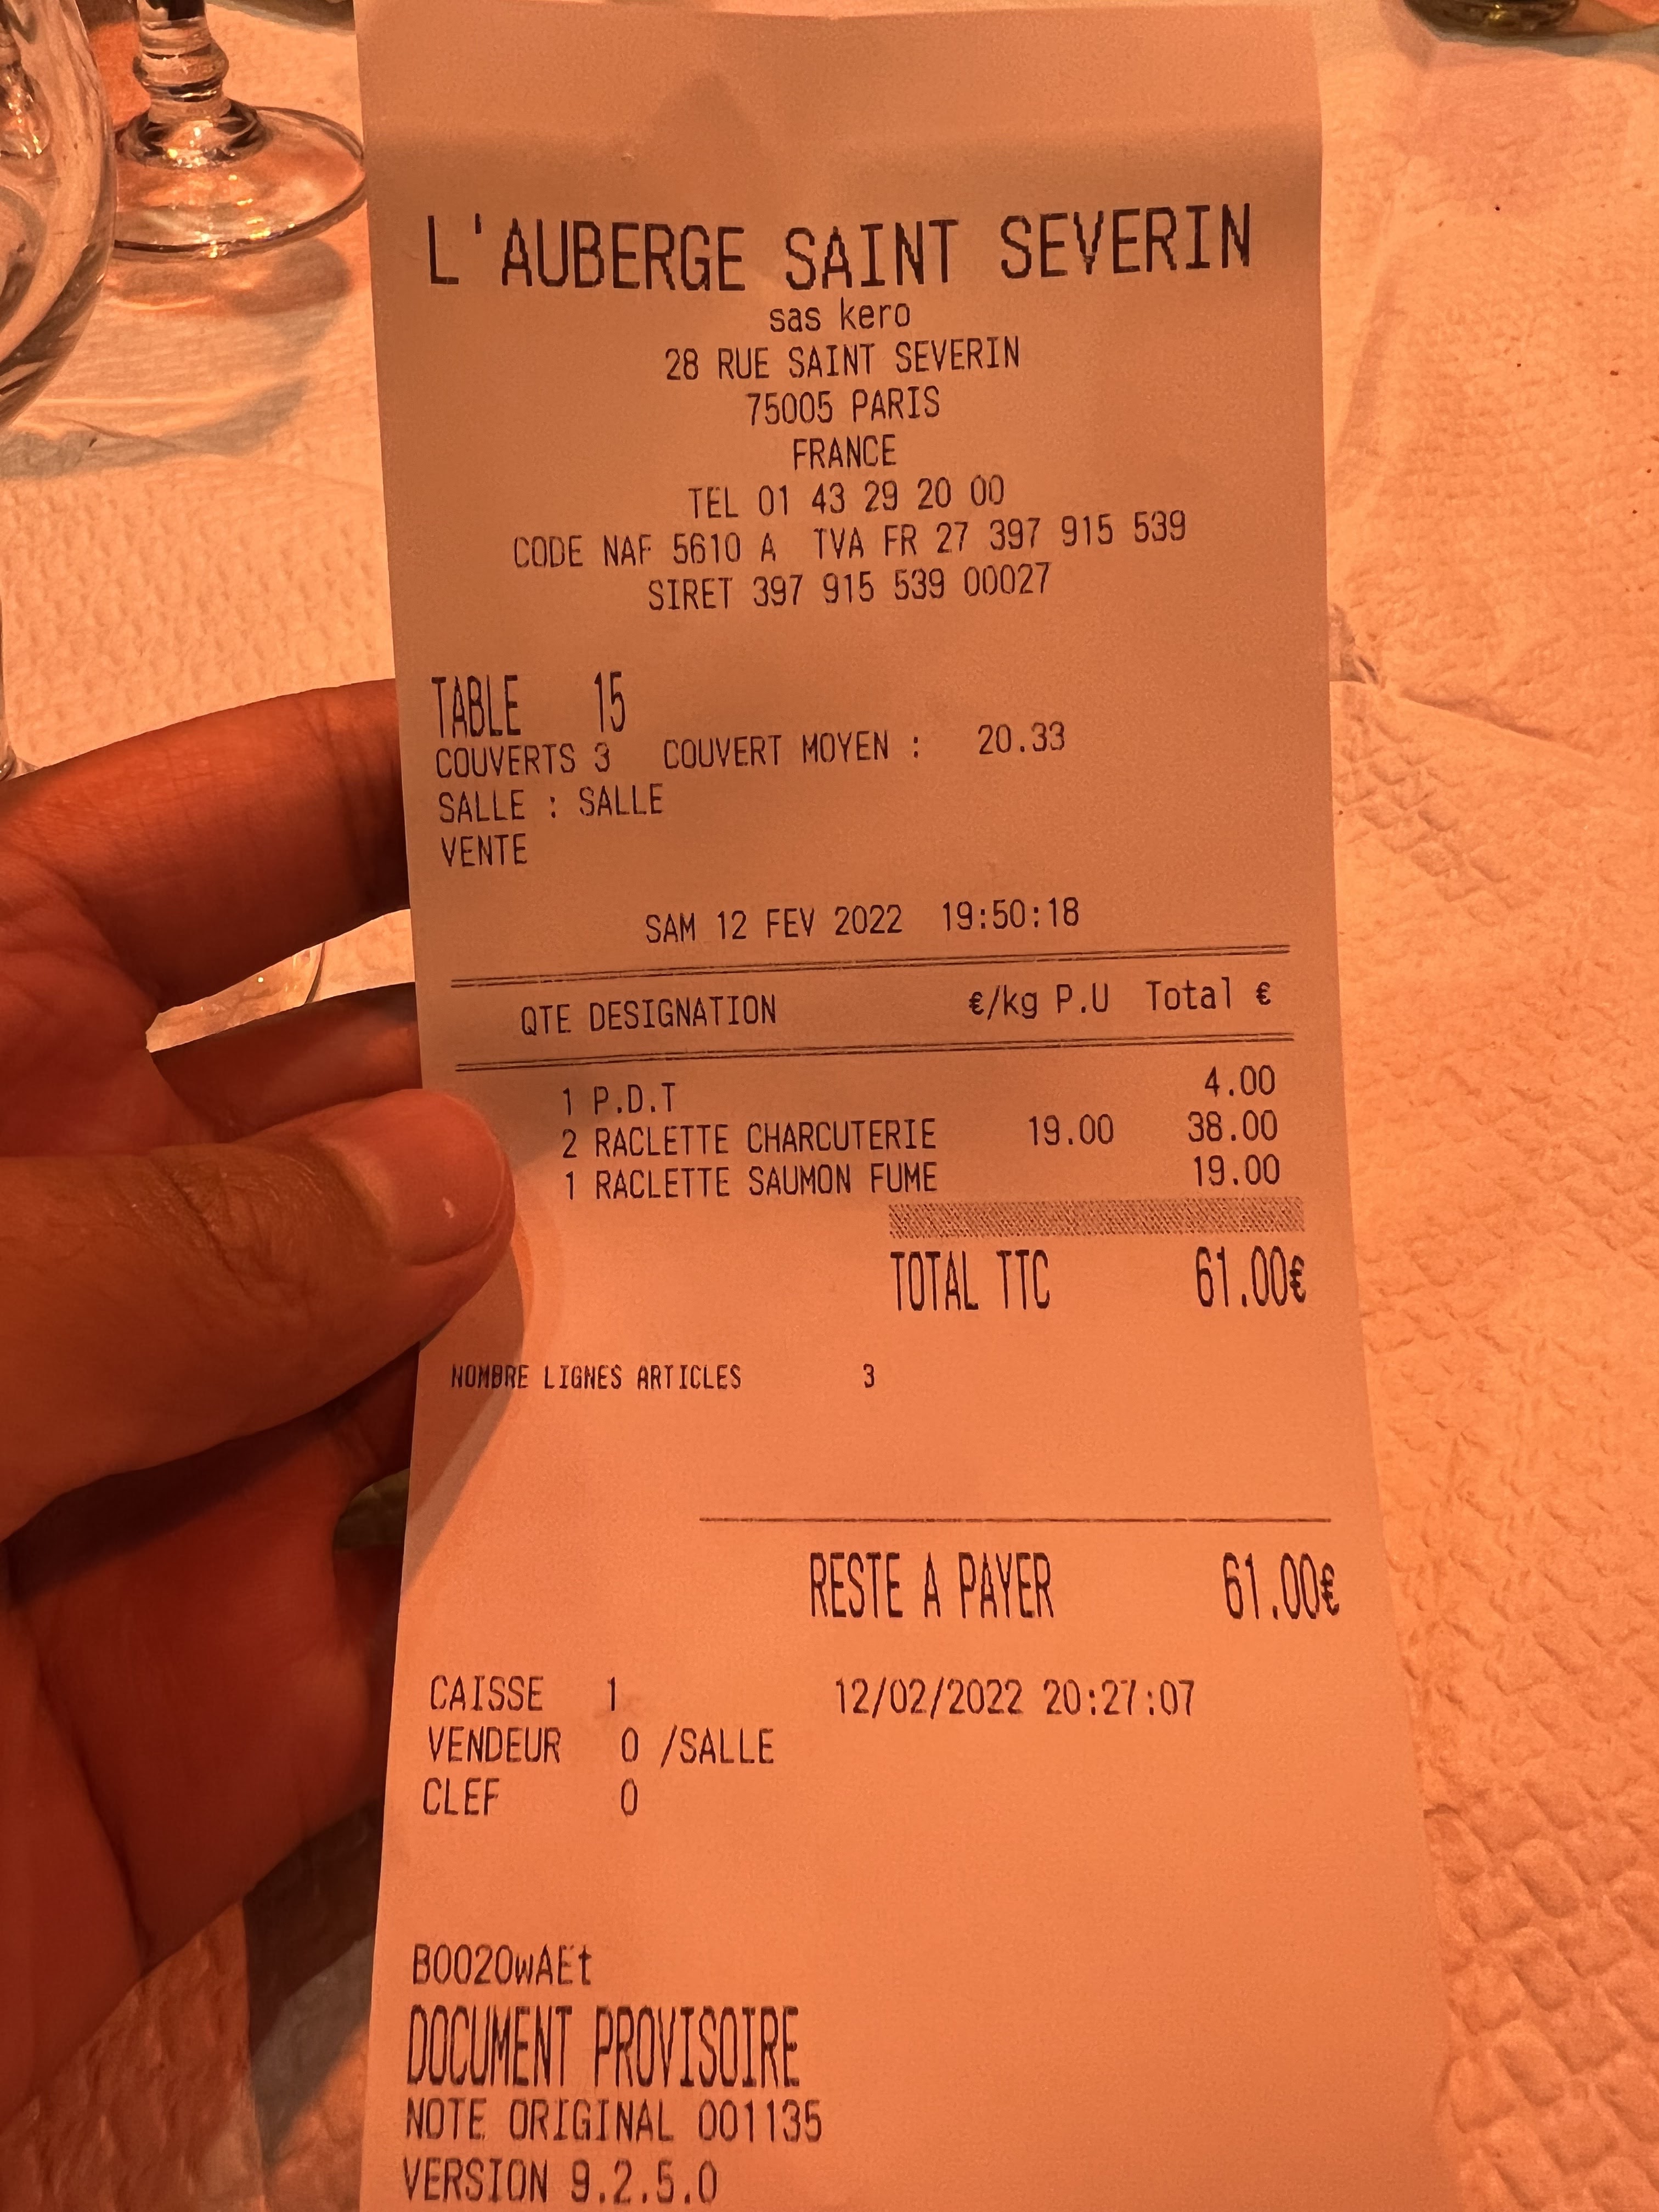 L'AUBERGE SAINT SEVERIN
sas kero
28 RUE SAINT SEVERIN
75005 PARIS
FRANCE
TEL 01 43 29 20 00
CODE NAF 5610 A TVA FR 27 397 915 539
SIRET 397 915 539 00027
TABLE 15
COUVERTS 3 COUVERT MOYEN : 20.33
SALLE : SALLE
VENTE
SAM 12 FEV 2022 19:50:18
QTE DESIGNATION €/kg P.U Total €
1 P.D.T 4.00
2 RACLETTE CHARCUTERIE 19.00 38.00
1 RACLETTE SAUMON FUME 19.00
TOTAL TTC 61.00€
NOMBRE LIGNES ARTICLES 3
RESTE A PAYER 61.00€
CAISSE 1 12/02/2022 20:27:07
VENDEUR 0 /SALLE
CLEF 0
B0020wAEt
DOCUMENT PROVISOIRE
NOTE ORIGINAL 001135
VERSION 9.2.5.0